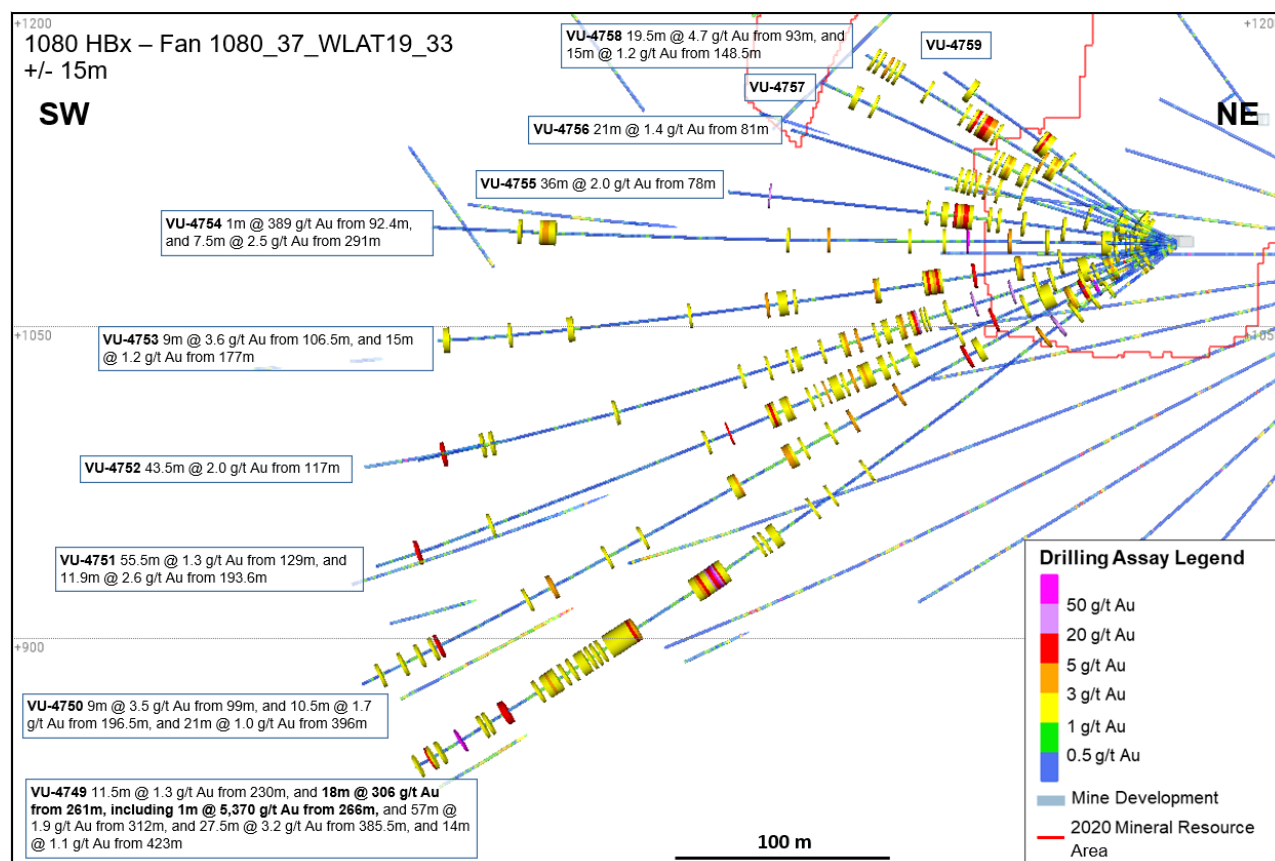 +1200
+120
1080 HBx – Fan 1080_37_WLAT19_33
+/- 15m
SW
NE
VU-4758 19.5m @ 4.7 g/t Au from 93m, and
15m @ 1.2 g/t Au from 148.5m
VU-4759
VU-4757
VU-4756 21m @ 1.4 g/t Au from 81m
VU-4755 36m @ 2.0 g/t Au from 78m
VU-4754 1m @ 389 g/t Au from 92.4m,
and 7.5m @ 2.5 g/t Au from 291m
+1050
+1050
VU-4753 9m @ 3.6 g/t Au from 106.5m, and 15m
@ 1.2 g/t Au from 177m
VU-4752 43.5m @ 2.0 g/t Au from 117m
VU-4751 55.5m @ 1.3 g/t Au from 129m, and
11.9m @ 2.6 g/t Au from 193.6m
+900
VU-4750 9m @ 3.5 g/t Au from 99m, and 10.5m @ 1.7
g/t Au from 196.5m, and 21m @ 1.0 g/t Au from 396m
VU-4749 11.5m @ 1.3 g/t Au from 230m, and 18m @ 306 g/t Au
from 261m, including 1m @ 5,370 g/t Au from 266m, and 57m @
1.9 g/t Au from 312m, and 27.5m @ 3.2 g/t Au from 385.5m, and 14m
@ 1.1 g/t Au from 423m
100 m
Drilling Assay Legend
50 g/t Au
20 g/t Au
5 g/t Au
3 g/t Au
1 g/t Au
0.5 g/t Au
Mine Development
2020 Mineral Resource
Area